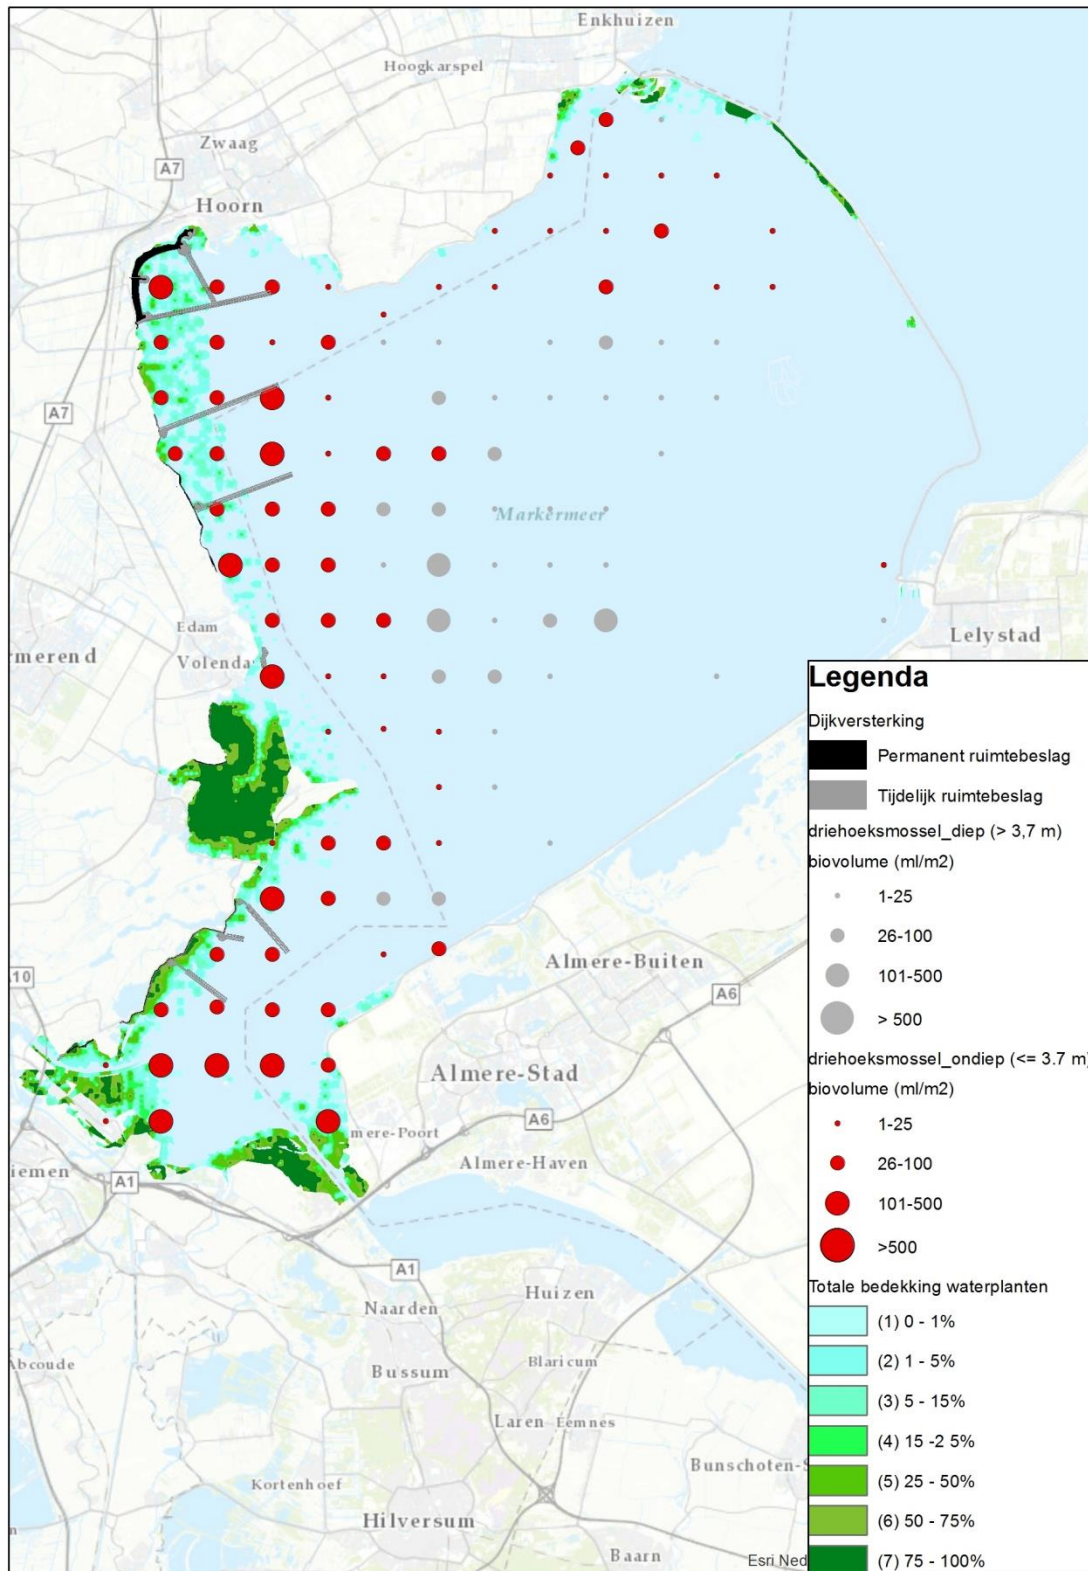 Enkhuizen
Hoogkarspel
Zwaag
A7
Hoorn
A7
Markermeer
Edam
Lelystad
rmerend
Volenda
Legenda
Dijkversterking
Permanent ruimtebeslag
Tijdelijk ruimtebeslag
driehoeksmossel_diep (> 3,7 m)
biovolume (ml/m2)
1-25
26-100
101-500
> 500
driehoeksmossel_ondiep (<= 3.7 m)
biovolume (ml/m2)
1-25
26-100
101-500
>500
Totale bedekking waterplanten
(1) 0 - 1%
(2) 1 - 5%
(3) 5 - 15%
(4) 15 -2 5%
(5) 25 - 50%
(6) 50 - 75%
(7) 75 - 100%
Almere-Buiten
A10
A6
Almere-Stad
A6
mere-Poort
Almere-Haven
iemen
A1
A1
Huizen
Naarden
Abcoude
Blaricum
Bussum
Laren Eemnes
Bunschoten-S
Kortenhoef
Hilversum
Baarn
Esri Ned